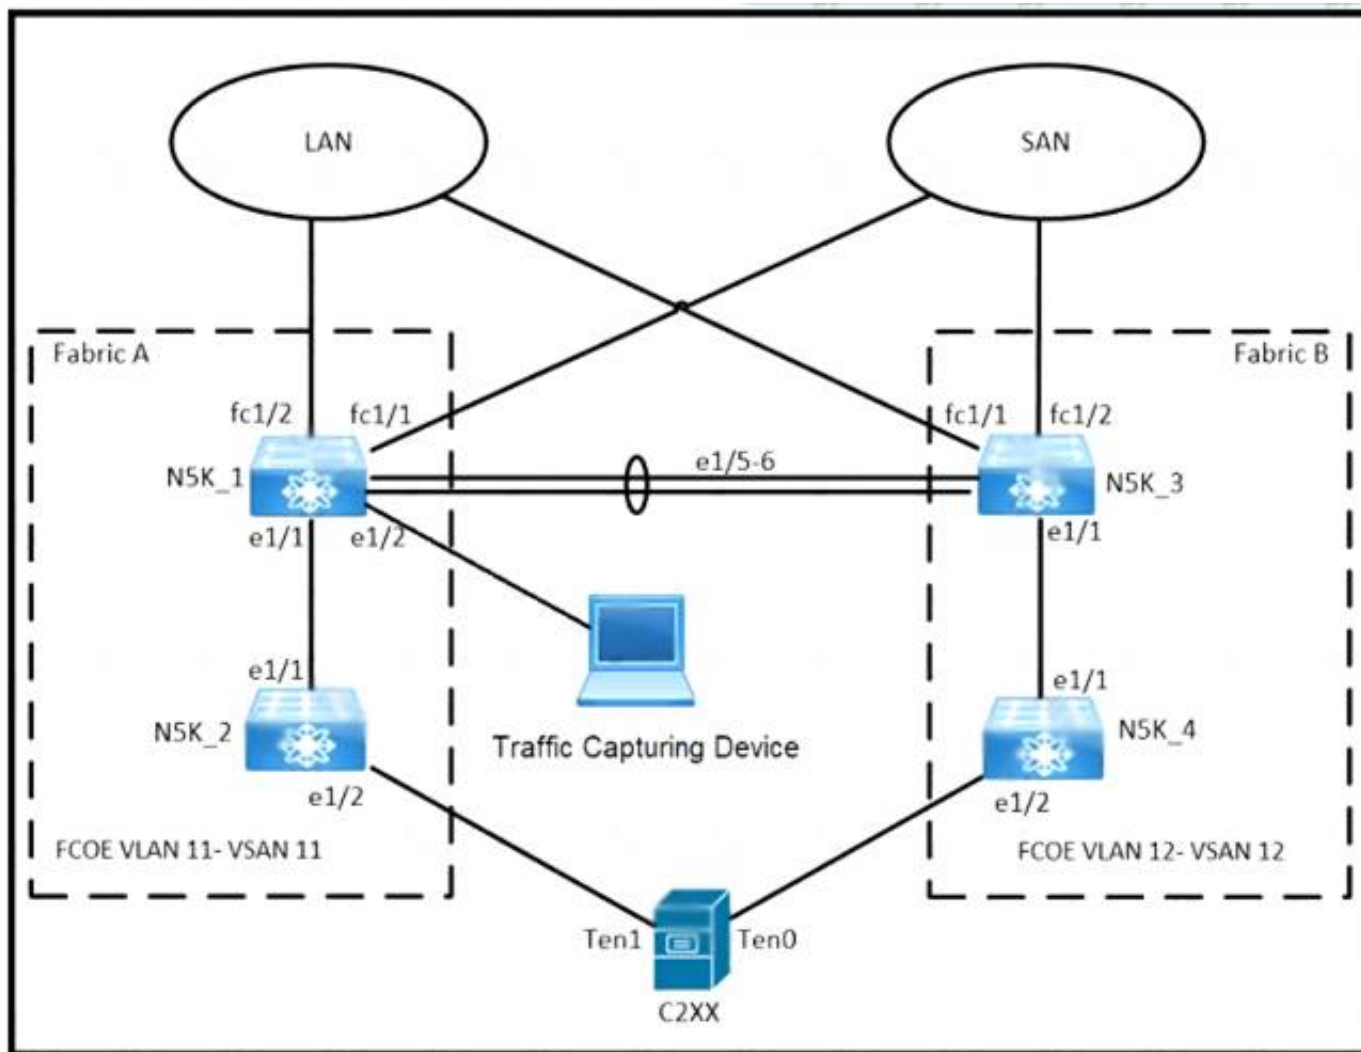 LAN
SAN
Fabric A
Fabric B
fc1/2
fc1/1
fc1/1
fc1/2
e1/5-6
N5K_1
N5K_3
e1/1
e1/2
e1/1
e1/1
e1/1
N5K_2
N5K_4
Traffic Capturing Device
e1/2
e1/2
FCOE VLAN 11- VSAN 11
FCOE VLAN 12- VSAN 12
Ten1
Ten0
C2XX